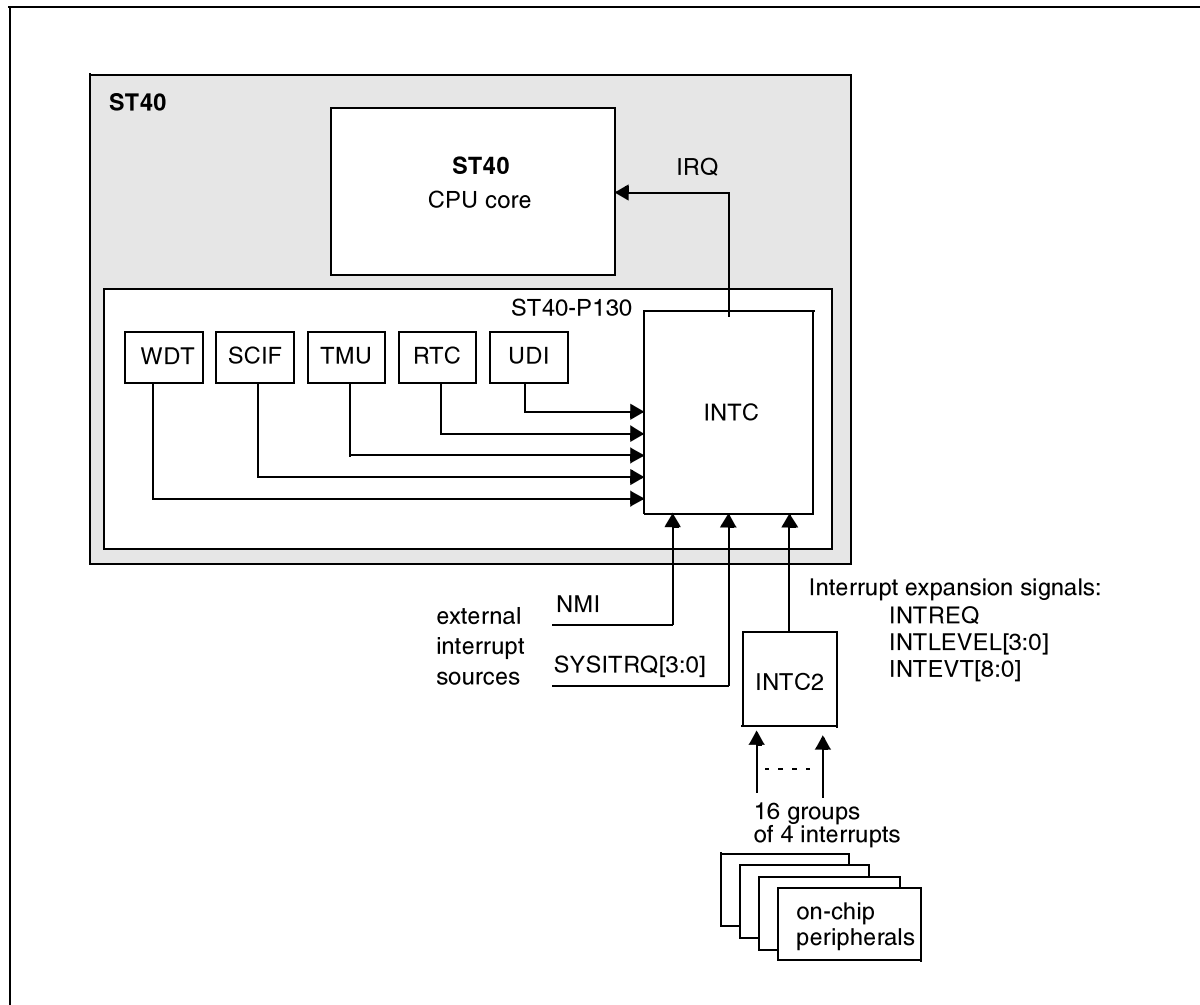 ST40
ST40
CPU core
IRQ
ST40-P130
WDT
SCIF
TMU
RTC
UDI
INTC
external
interrupt
sources
NMI
SYSITRQ[3:0]
Interrupt expansion signals:
INTREQ
INTLEVEL[3:0]
INTEVT[8:0]
INTC2
16 groups
of 4 interrupts
on-chip
peripherals